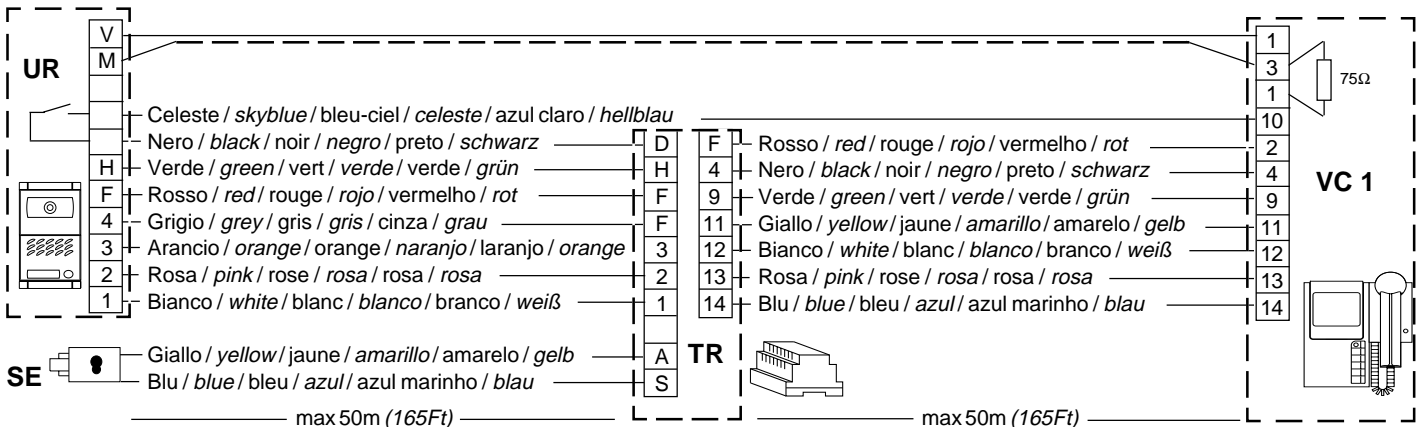 V 1
M 3 75Ω
UR 1
Celeste / skyblue / bleu-ciel / celeste / azul claro / hellblau 10
Nero / black / noir / negro / preto / schwarz D F Rosso / red / rouge / rojo / vermelho / rot 2
H Verde / green / vert / verde / verde / grün H 4 Nero / black / noir / negro / preto / schwarz 4 VC 1
F Rosso / red / rouge / rojo / vermelho / rot F 9 Verde / green / vert / verde / verde / grün 9
4 Grigio / grey / gris / gris / cinza / grau F 11 Giallo / yellow / jaune / amarillo / amarelo / gelb 11
3 Arancio / orange / orange / naranjo / laranjo / orange 3 12 Bianco / white / blanc / blanco / branco / weiß 12
2 Rosa / pink / rose / rosa / rosa / rosa 2 13 Rosa / pink / rose / rosa / rosa / rosa 13
1 Bianco / white / blanc / blanco / branco / weiß 1 14 Blu / blue / bleu / azul / azul marinho / blau 14
Giallo / yellow / jaune / amarillo / amarelo / gelb A TR
SE Blu / blue / bleu / azul / azul marinho / blau S
max 50m (165Ft) max 50m (165Ft)